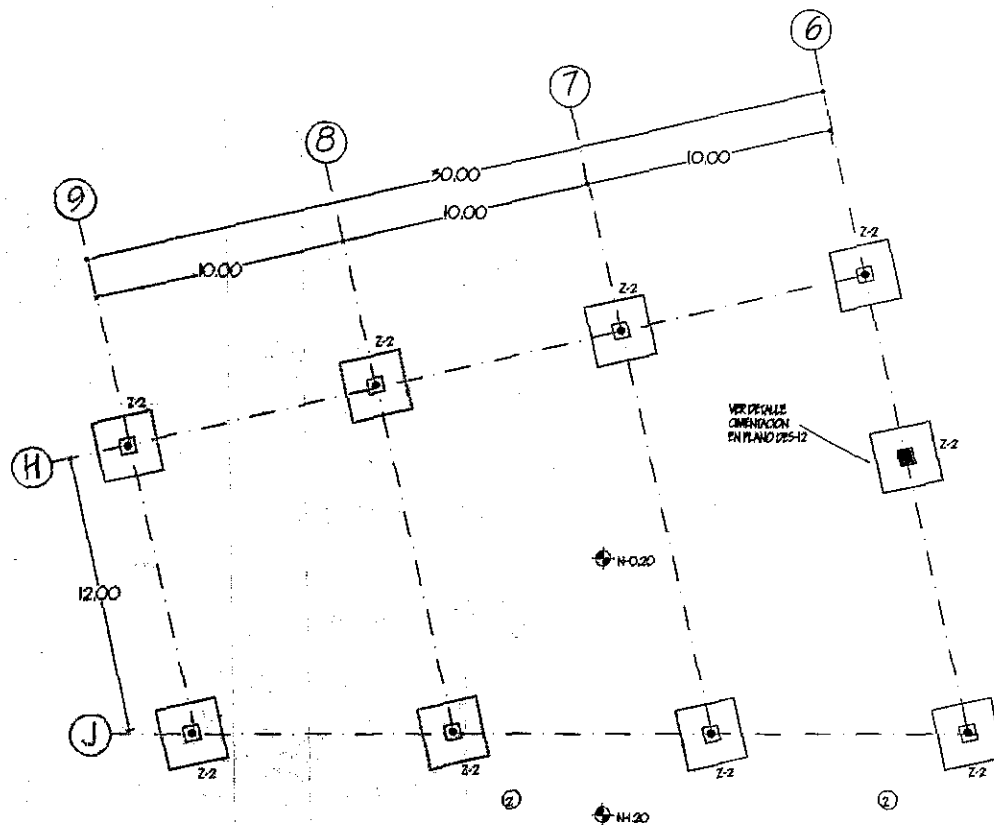 6
7
8
30.00
10.00
9
10.00
10.00
Z-2
Z-2
Z-2
VER DETALLE
CIMENTACION
EN PLANO DES-12
Z-2
Z-2
H
N-0.20
12.00
J
Z-2
Z-2
Z-2
Z-2
2
2
N-1.20